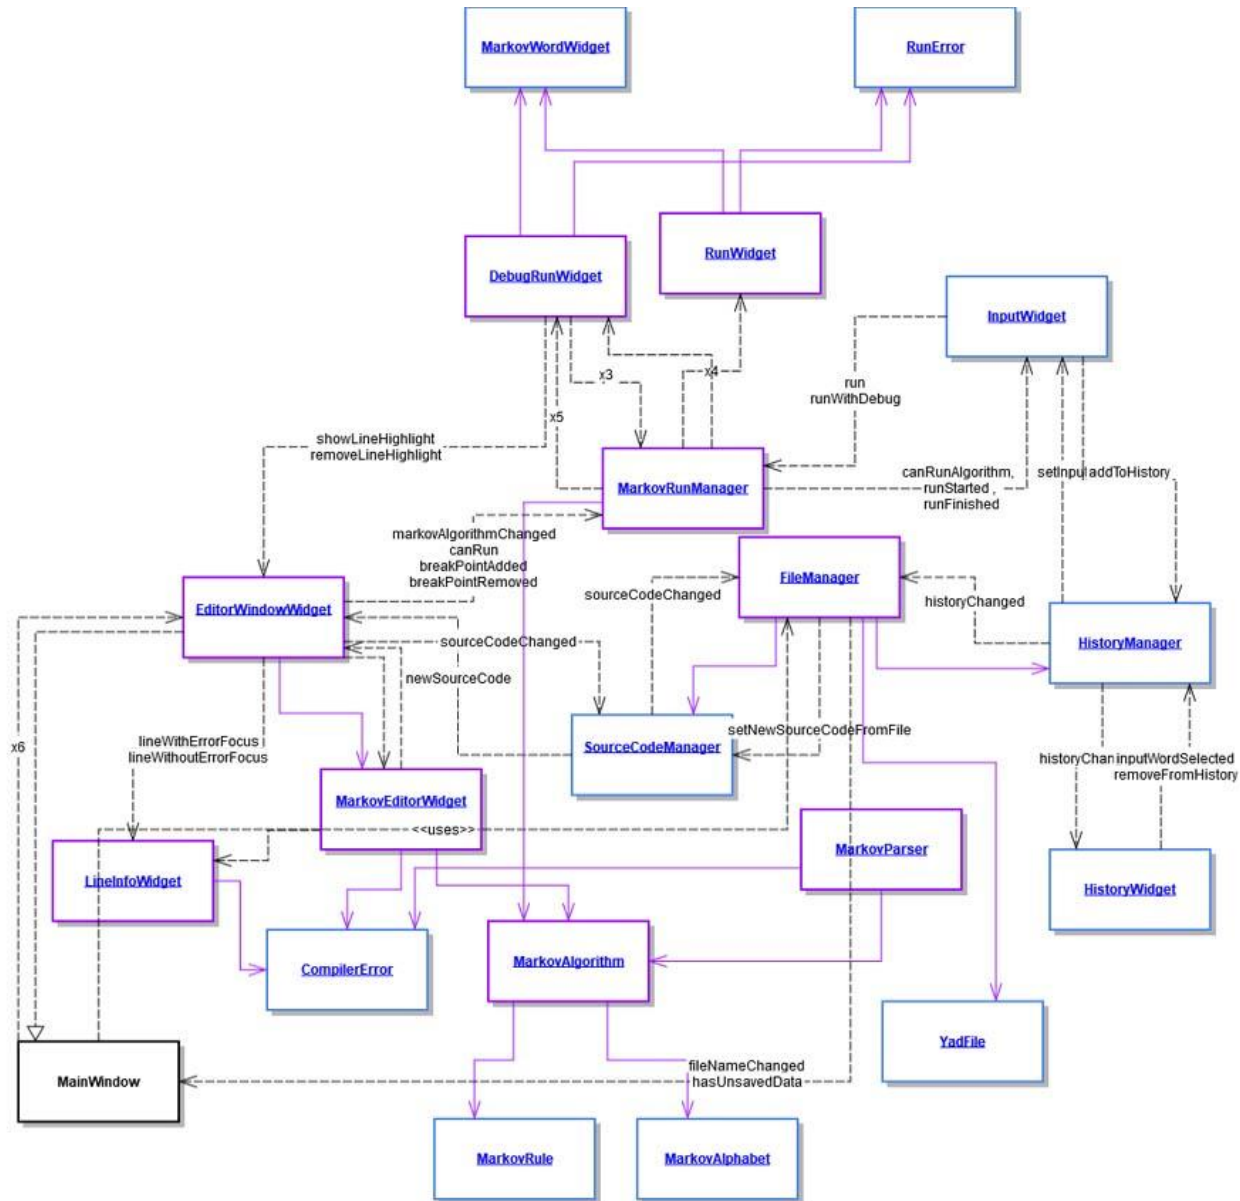 MarkovWordWidget
RunError
RunWidget
DebugRunWidget
InputWidget
x3
x4
run
runWithDebug
x5
showLineHighlight
removeLineHighlight
MarkovRunManager
canRunAlgorithm,
runStarted ,
runFinished
setInpu
addToHistory
markovAlgorithmChanged
canRun
breakPointAdded
breakPointRemoved
FileManager
EditorWindowWidget
sourceCodeChanged
historyChanged
HistoryManager
sourceCodeChanged
newSourceCode
SourceCodeManager
setNewSourceCodeFromFile
x6
lineWithErrorFocus
lineWithoutErrorFocus
historyChan
inputWordSelected
removeFromHistory
MarkovEditorWidget
<<uses>>
MarkovParser
LineInfoWidget
HistoryWidget
CompilerError
MarkovAlgorithm
YadFile
MainWindow
fileNameChanged
hasUnsavedData
MarkovRule
MarkovAlphabet